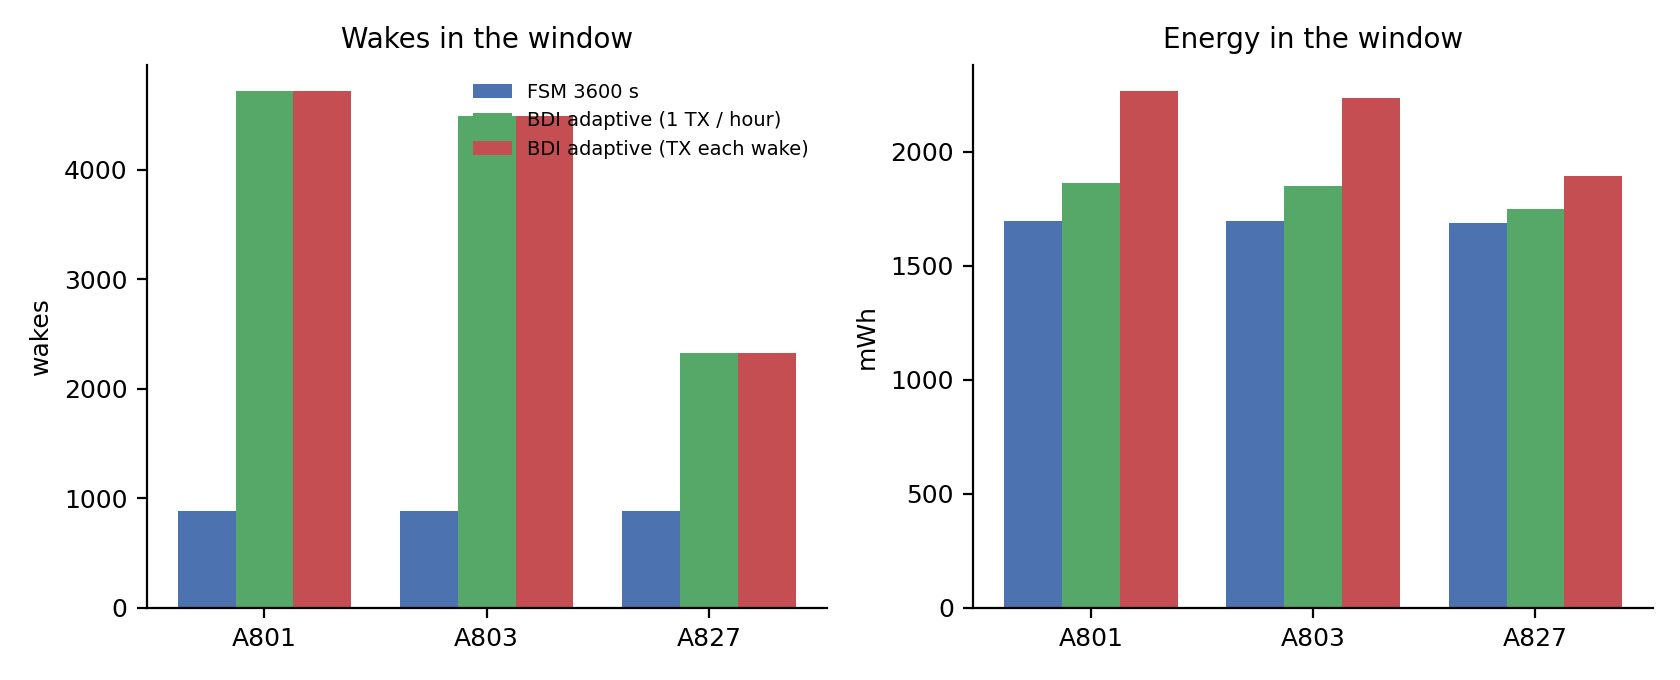 Wakes in the window
wakes
4000
3000
2000
1000
0
FSM 3600 s
BDI adaptive (1 TX / hour)
BDI adaptive (TX each wake)
A801
A803
A827
Energy in the window
mWh
2000
1500
1000
500
0
A801
A803
A827